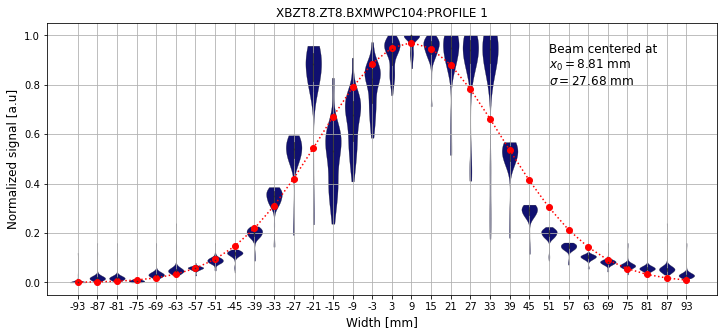 XBZT8.ZT8.BXMWPC104:PROFILE 1
Normalized signal [a.u]
1.0
0.8
0.6
0.4
0.2
0.0
Beam centered at
x₀ = 8.81 mm
σ = 27.68 mm
-93 -87 -81 -75 -69 -63 -57 -51 -45 -39 -33 -27 -21 -15 -9 -3 3 9 15 21 27 33 39 45 51 57 63 69 75 81 87 93
Width [mm]